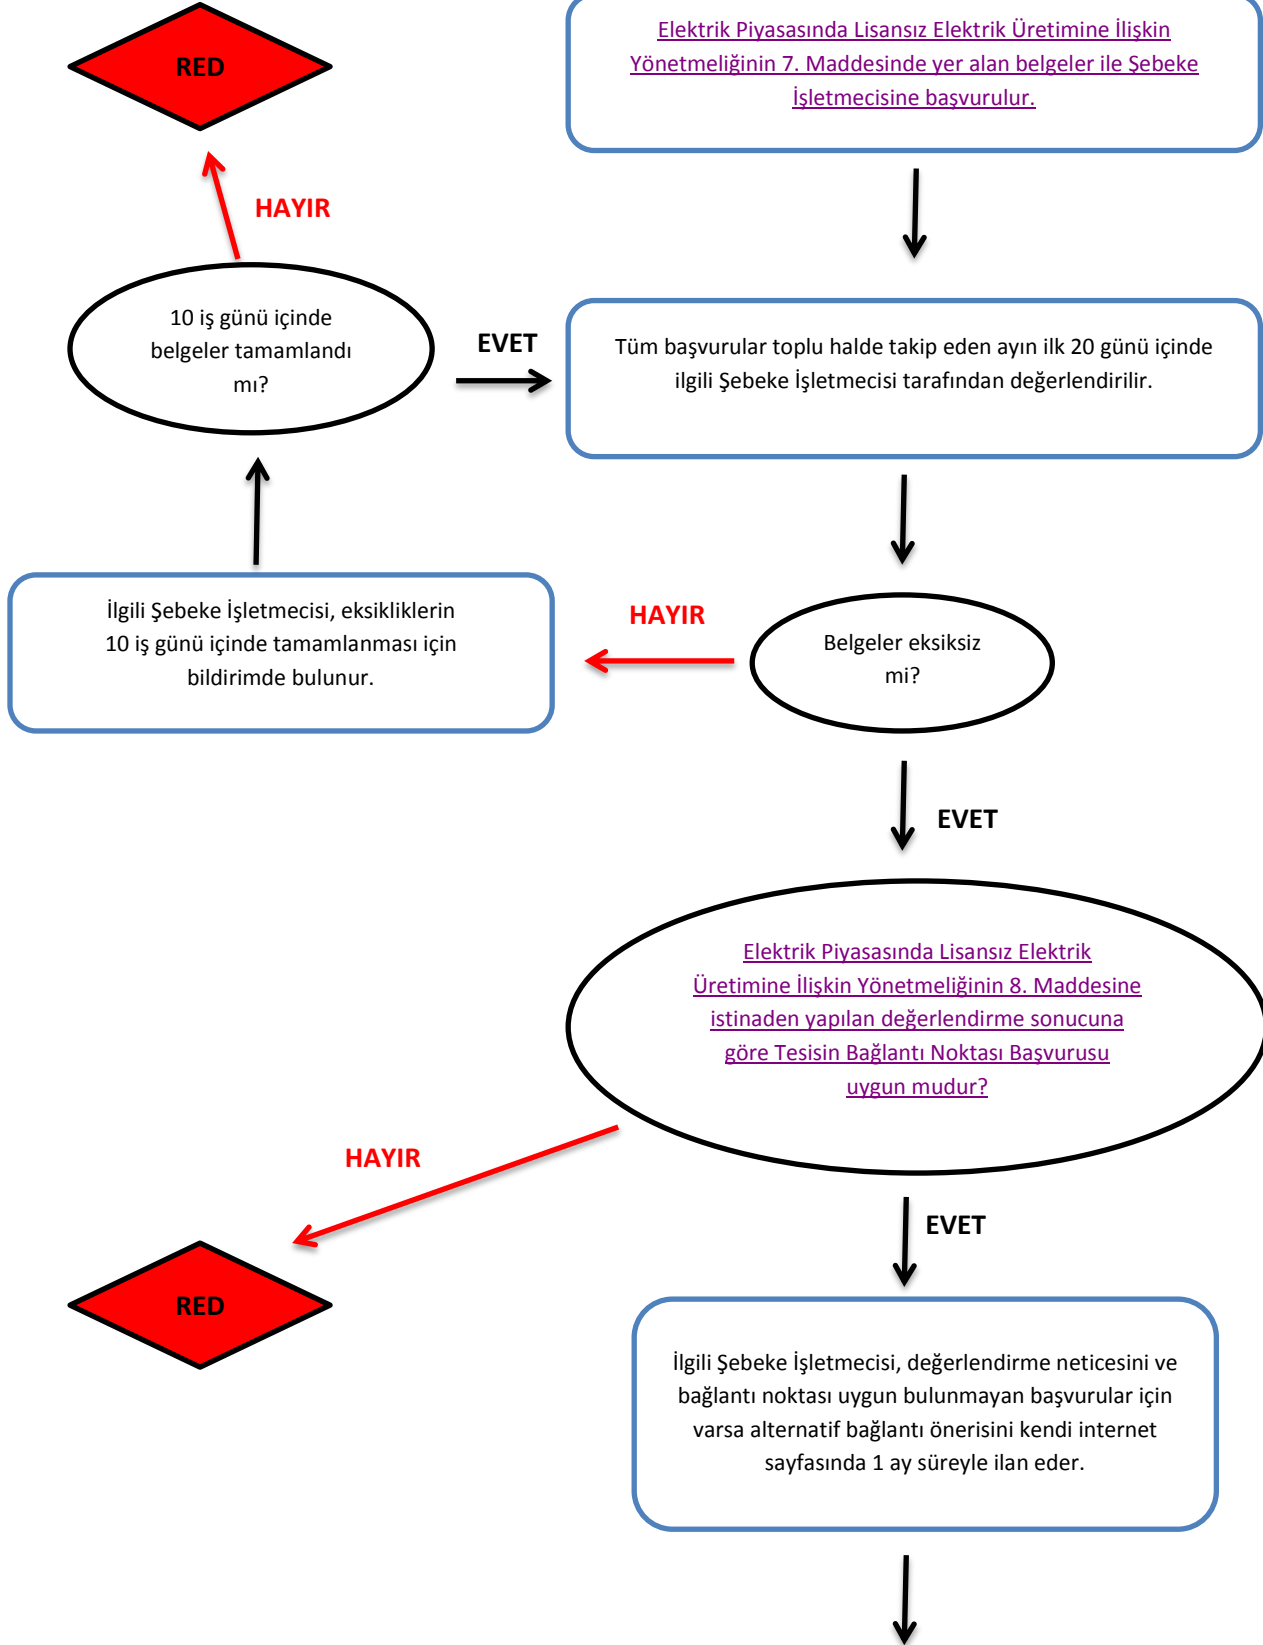 RED
Elektrik Piyasasında Lisansız Elektrik Üretimine İlişkin
Yönetmeliğinin 7. Maddesinde yer alan belgeler ile Şebeke
İşletmecisine başvurulur.
HAYIR
10 iş günü içinde
belgeler tamamlandı
mı?
EVET
Tüm başvurular toplu halde takip eden ayın ilk 20 günü içinde
ilgili Şebeke İşletmecisi tarafından değerlendirilir.
İlgili Şebeke İşletmecisi, eksikliklerin
10 iş günü içinde tamamlanması için
bildirimde bulunur.
HAYIR
Belgeler eksiksiz
mi?
EVET
Elektrik Piyasasında Lisansız Elektrik
Üretimine İlişkin Yönetmeliğinin 8. Maddesine
istinaden yapılan değerlendirme sonucuna
göre Tesisin Bağlantı Noktası Başvurusu
uygun mudur?
HAYIR
EVET
RED
İlgili Şebeke İşletmecisi, değerlendirme neticesini ve
bağlantı noktası uygun bulunmayan başvurular için
varsa alternatif bağlantı önerisini kendi internet
sayfasında 1 ay süreyle ilan eder.